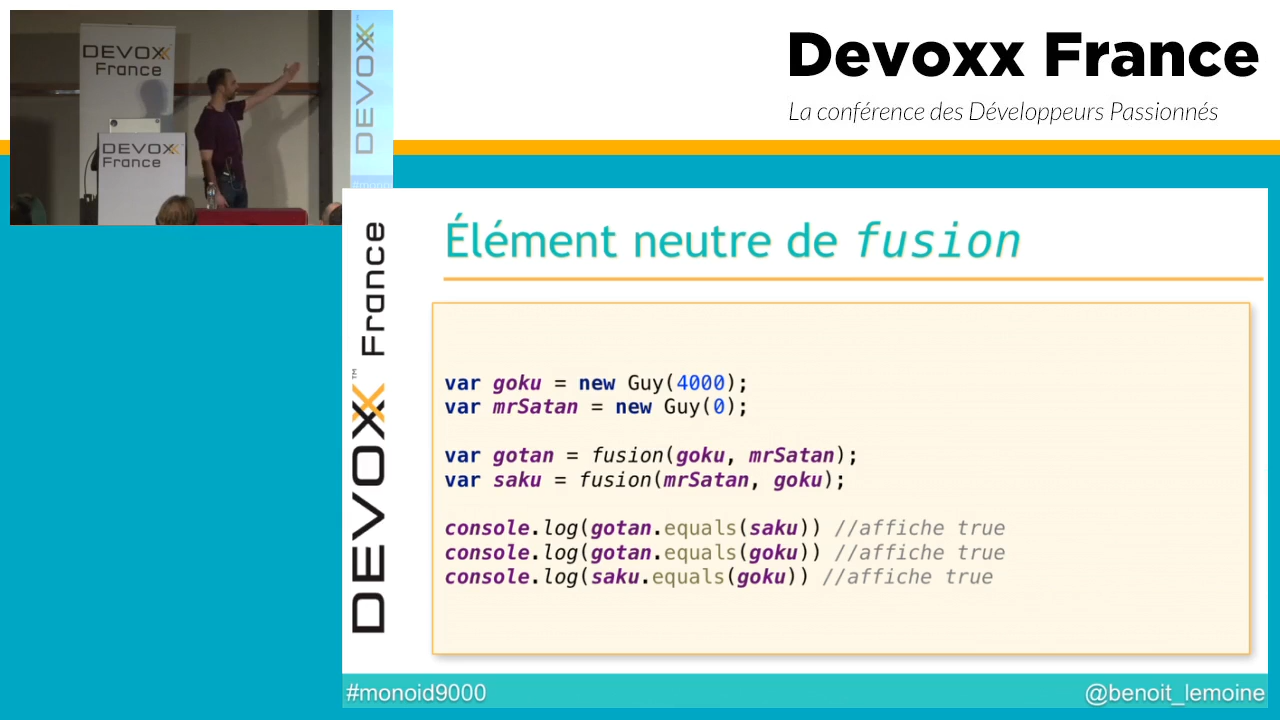 DEVOXX
France
DEVOXX
France
DEVOXX
Devoxx France
La conférence des Développeurs Passionnés
DEVOXX™ France
Élément neutre de fusion
var goku = new Guy(4000);
var mrSatan = new Guy(0);
var gotan = fusion(goku, mrSatan);
var saku = fusion(mrSatan, goku);
console.log(gotan.equals(saku)) //affiche true
console.log(gotan.equals(goku)) //affiche true
console.log(saku.equals(goku)) //affiche true
#monoid9000
@benoit_lemoine